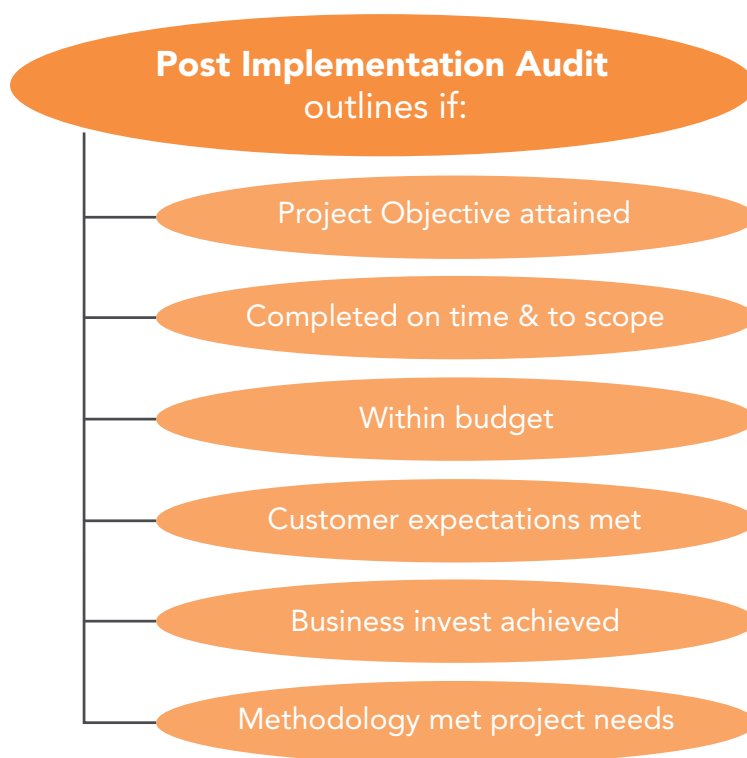 Post Implementation Audit
outlines if:
Project Objective attained
Completed on time & to scope
Within budget
Customer expectations met
Business invest achieved
Methodology met project needs